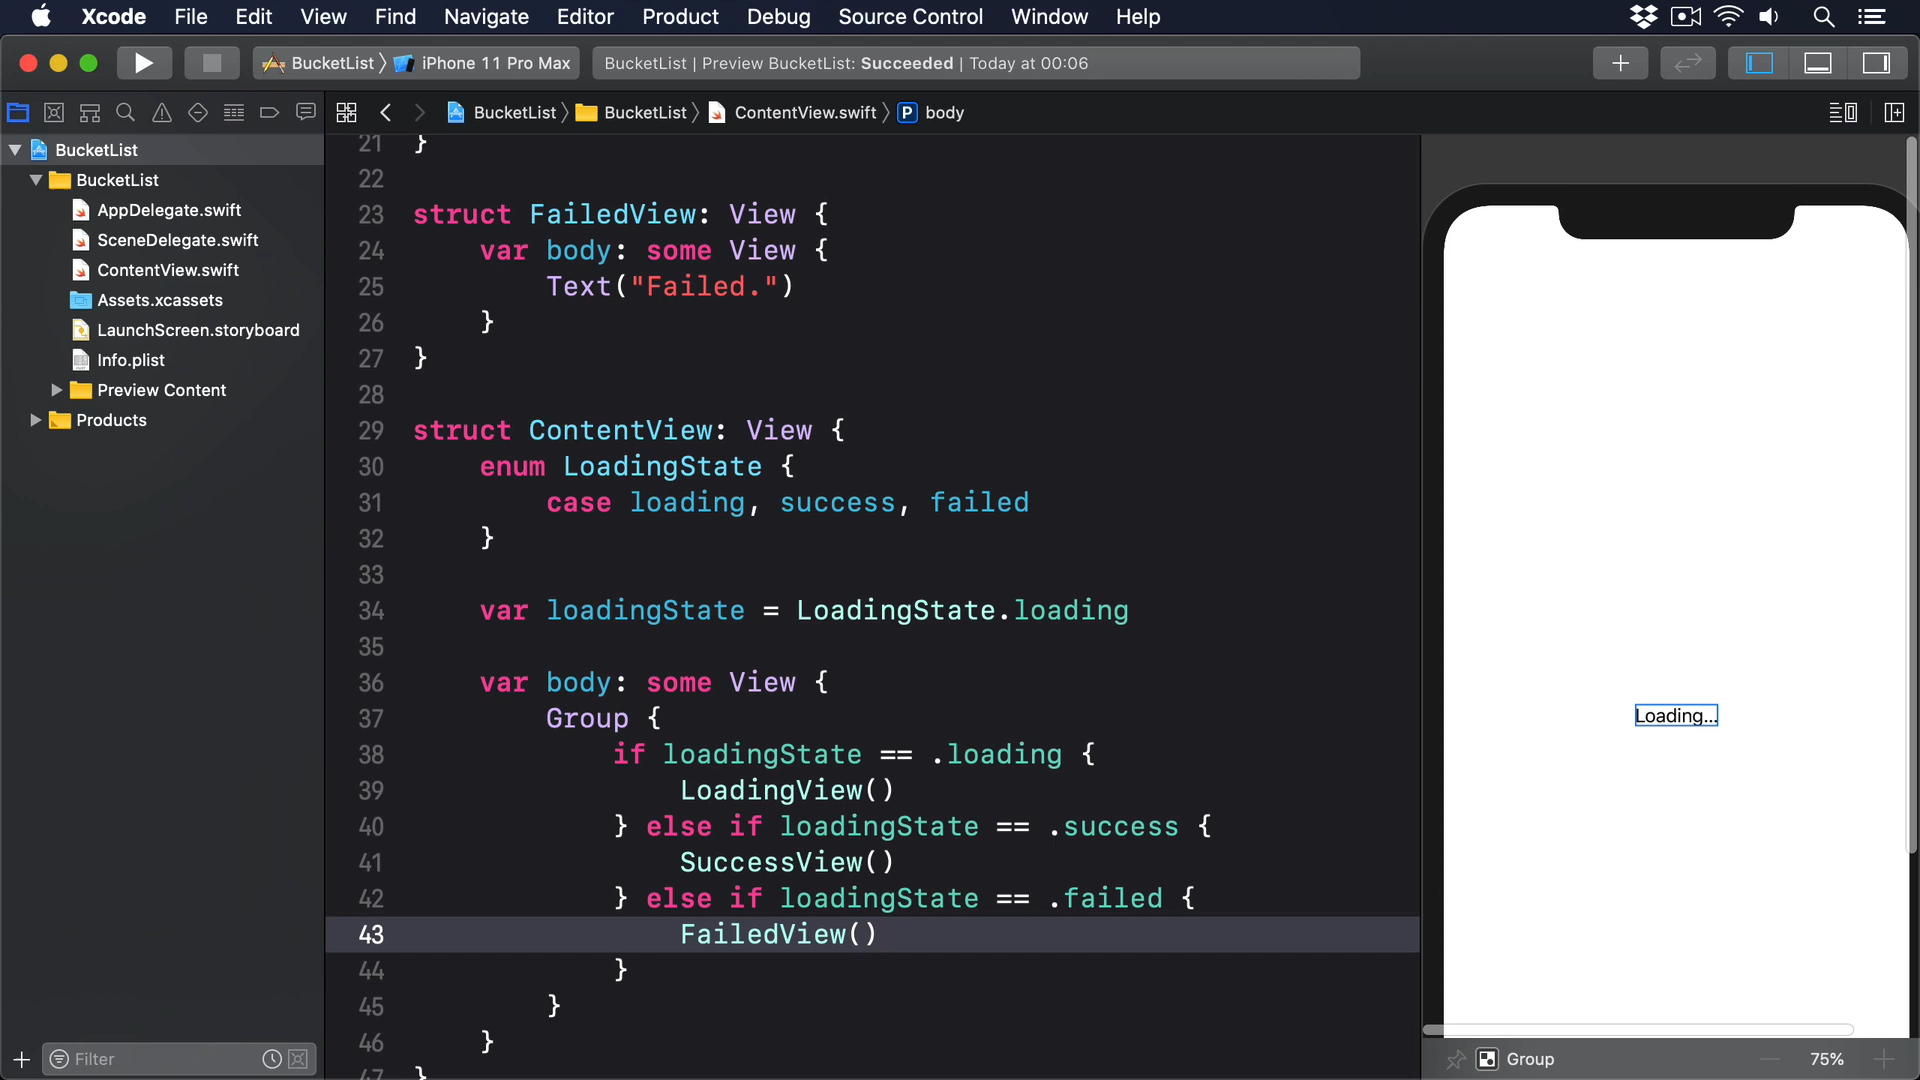 Xcode File Edit View Find Navigate Editor Product Debug Source Control Window Help
BucketList iPhone 11 Pro Max
BucketList | Preview BucketList: Succeeded | Today at 00:06
BucketList BucketList ContentView.swift P body
BucketList
BucketList
AppDelegate.swift
SceneDelegate.swift
ContentView.swift
Assets.xcassets
LaunchScreen.storyboard
Info.plist
Preview Content
Products
Filter
21 }
22
23 struct FailedView: View {
24 var body: some View {
25 Text("Failed.")
26 }
27 }
28
29 struct ContentView: View {
30 enum LoadingState {
31 case loading, success, failed
32 }
33
34 var loadingState = LoadingState.loading
35
36 var body: some View {
37 Group {
38 if loadingState == .loading {
39 LoadingView()
40 } else if loadingState == .success {
41 SuccessView()
42 } else if loadingState == .failed {
43 FailedView()
44 }
45 }
46 }
47 }
Loading...
Group 75%